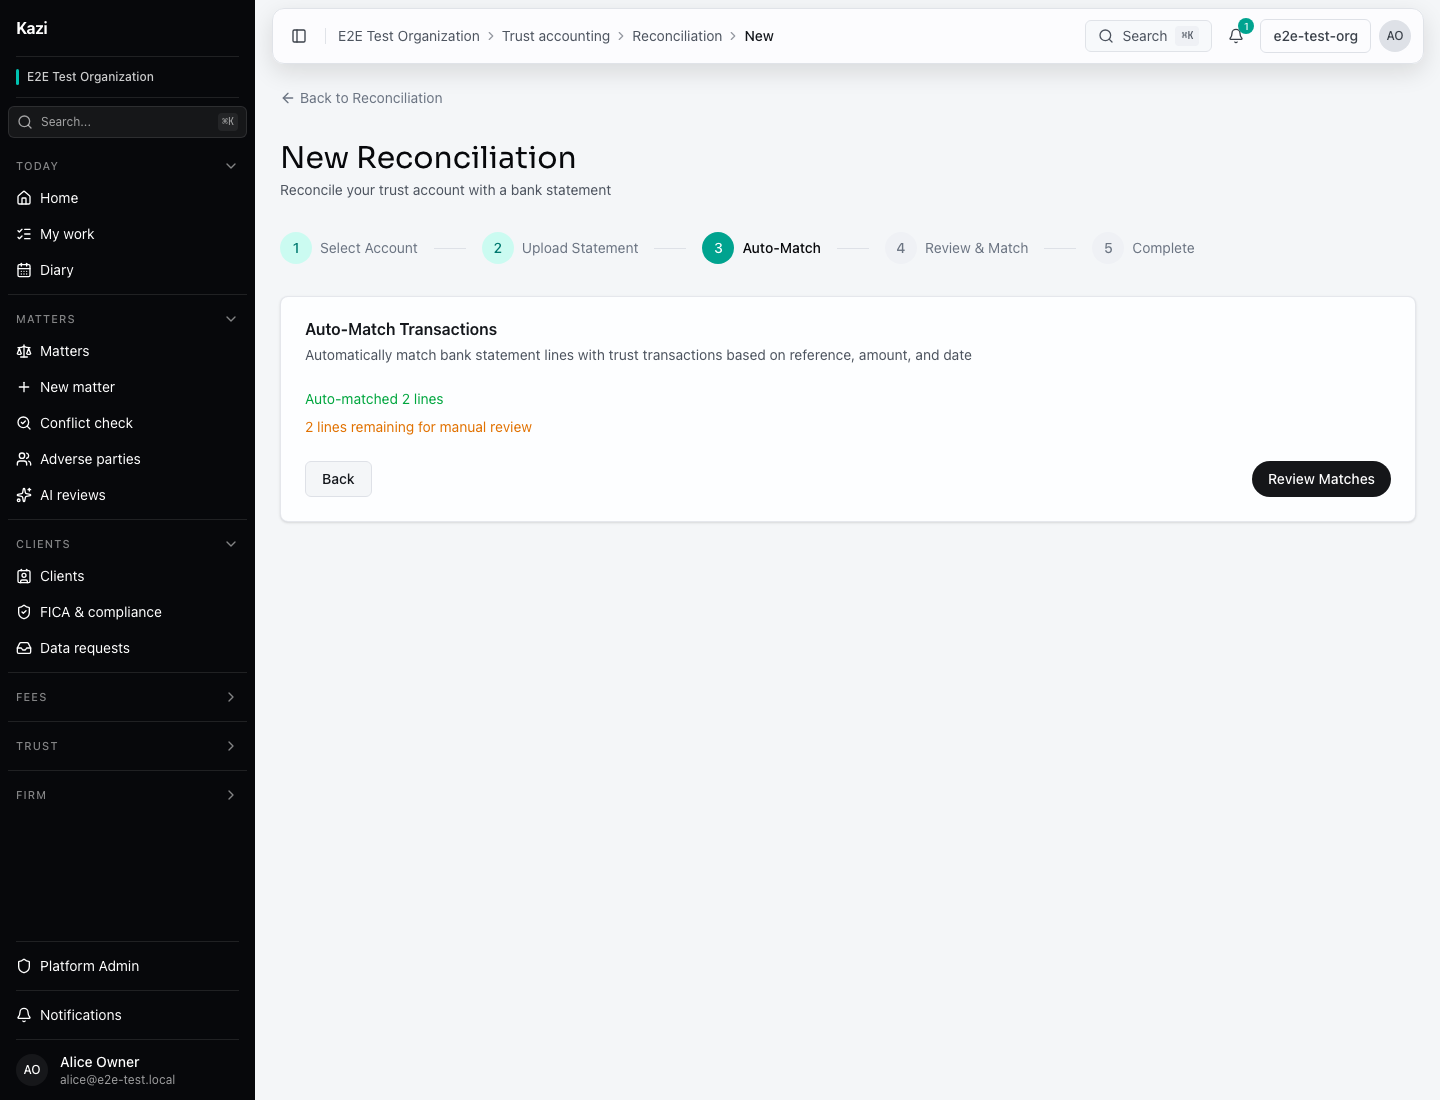 Kazi
E2E Test Organization
Search...
⌘K
TODAY
Home
My work
Diary
MATTERS
Matters
New matter
Conflict check
Adverse parties
AI reviews
CLIENTS
Clients
FICA & compliance
Data requests
FEES
TRUST
FIRM
Platform Admin
Notifications
AO
Alice Owner
alice@e2e-test.local
E2E Test Organization > Trust accounting > Reconciliation > New
Search ⌘K
1
e2e-test-org
AO
Back to Reconciliation
New Reconciliation
Reconcile your trust account with a bank statement
1 Select Account
2 Upload Statement
3 Auto-Match
4 Review & Match
5 Complete
Auto-Match Transactions
Automatically match bank statement lines with trust transactions based on reference, amount, and date
Auto-matched 2 lines
2 lines remaining for manual review
Back
Review Matches